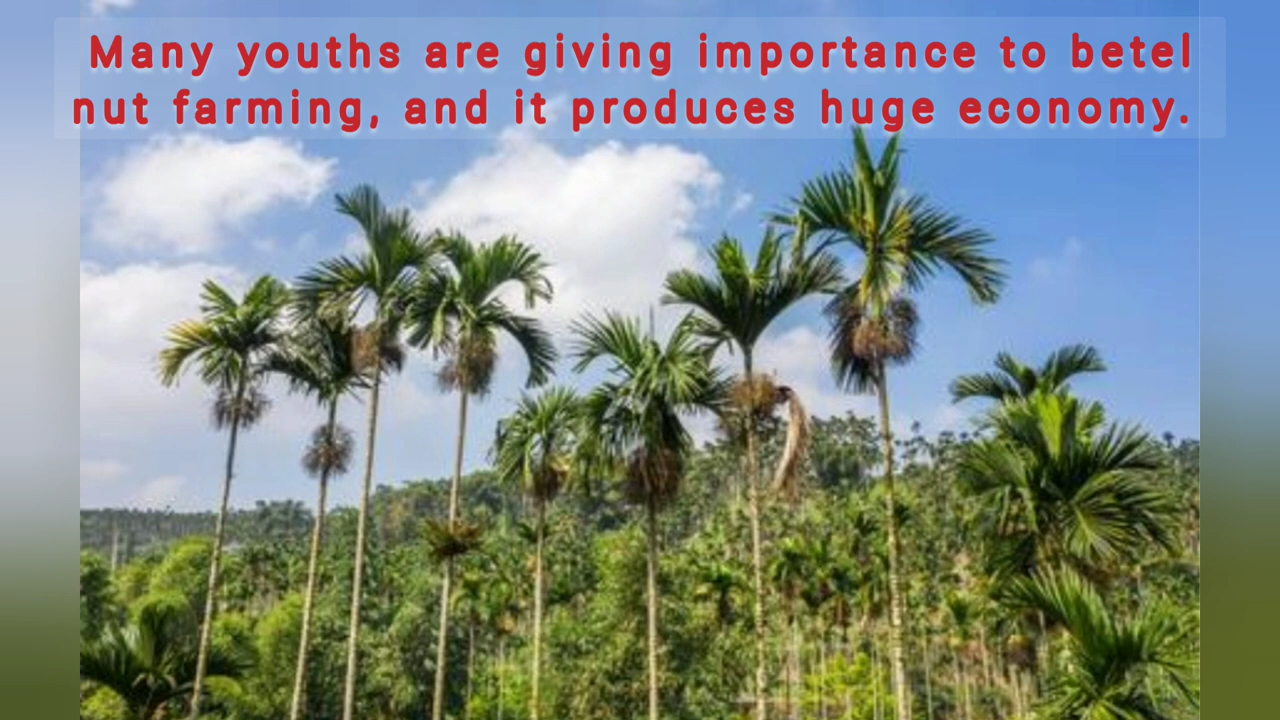 Many youths are giving importance to betel
nut farming, and it produces huge economy.